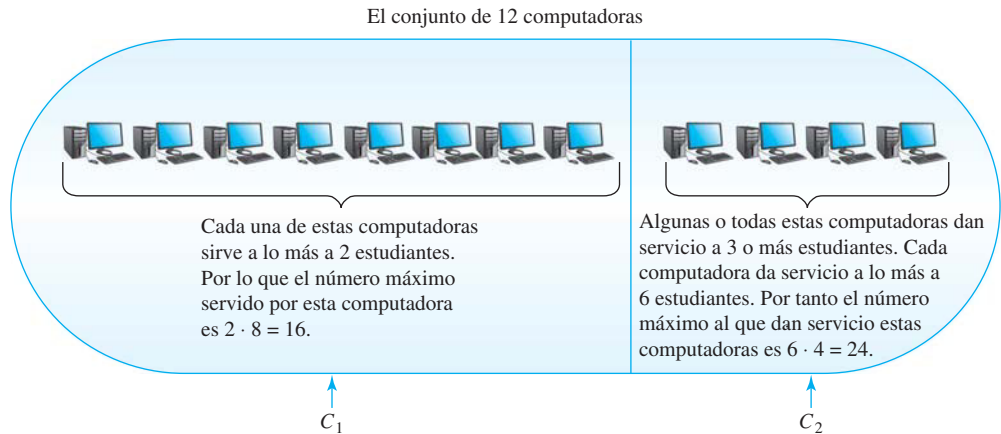 El conjunto de 12 computadoras
Cada una de estas computadoras
sirve a lo más a 2 estudiantes.
Por lo que el número máximo
servido por esta computadora
es 2 · 8 = 16.
Algunas o todas estas computadoras dan
servicio a 3 o más estudiantes. Cada
computadora da servicio a lo más a
6 estudiantes. Por tanto el número
máximo al que dan servicio estas
computadoras es 6 · 4 = 24.
C₁
C₂